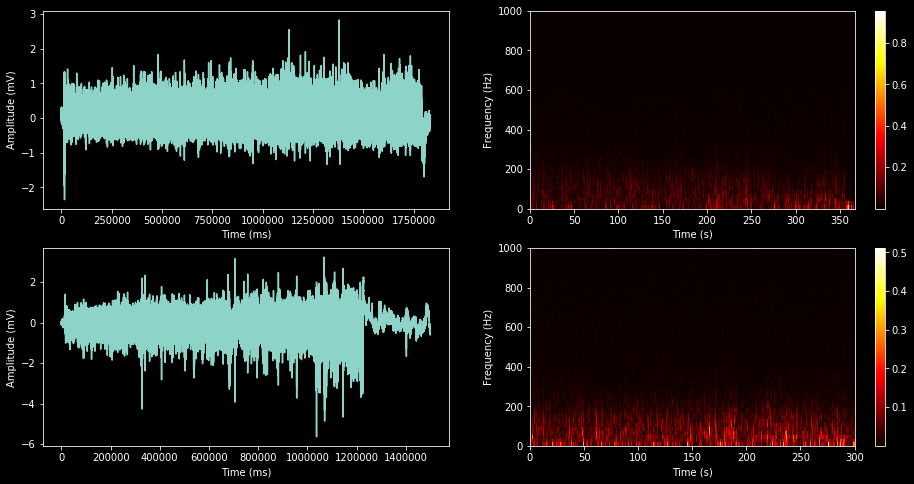 3
2
1
0
−1
−2
Amplitude (mV)
0 250000 500000 750000 1000000 1250000 1500000 1750000
Time (ms)
1000
800
600
400
200
0
Frequency (Hz)
0 50 100 150 200 250 300 350
Time (s)
0.8
0.6
0.4
0.2
2
0
−2
−4
−6
Amplitude (mV)
0 200000 400000 600000 800000 1000000 1200000 1400000
Time (ms)
1000
800
600
400
200
0
Frequency (Hz)
0 50 100 150 200 250 300
Time (s)
0.5
0.4
0.3
0.2
0.1